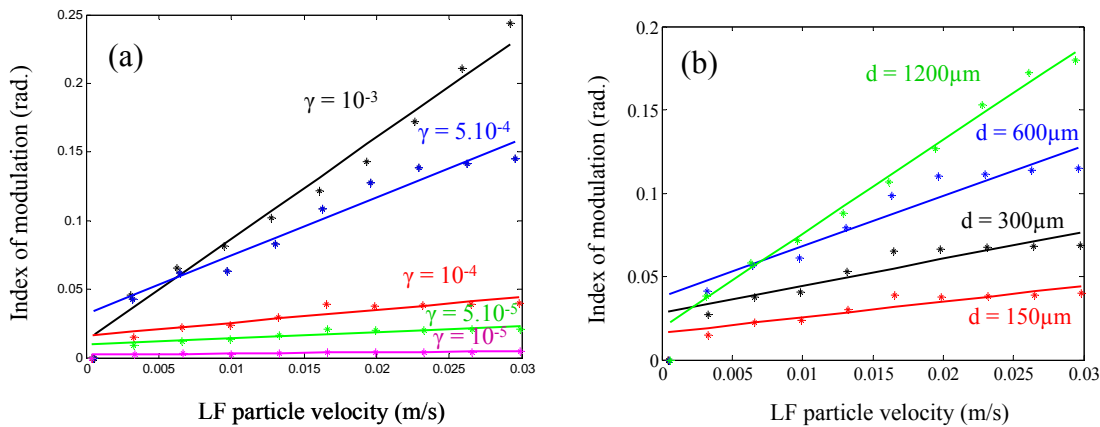 0.25
0.2
0.15
0.1
0.05
0
Index of modulation (rad.)
(a)
γ = 10-3
γ = 5.10-4
γ = 10-4
γ = 5.10-5
γ = 10-5
0 0.005 0.01 0.015 0.02 0.025 0.03
LF particle velocity (m/s)
0.2
0.15
0.1
0.05
0
Index of modulation (rad.)
(b)
d = 1200µm
d = 600µm
d = 300µm
d = 150µm
0 0.005 0.01 0.015 0.02 0.025 0.03
LF particle velocity (m/s)